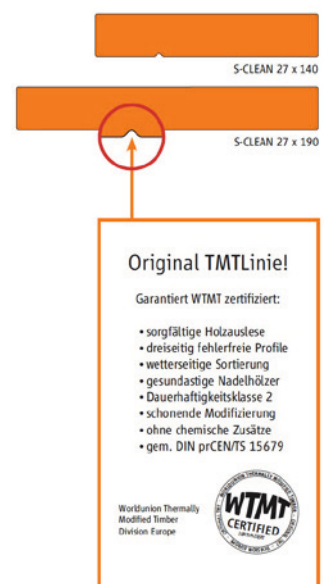 S-CLEAN 27 x 140
S-CLEAN 27 x 190
Original TMTLinie!
Garantiert WTMT zertifiziert:
• sorgfältige Holzauslese
• dreiseitig fehlerfreie Profile
• wetterseitige Sortierung
• gesundastige Nadelhölzer
• Dauerhaftigkeitsklasse 2
• schonende Modifizierung
• ohne chemische Zusätze
• gem. DIN prCEN/TS 15679
Worldunion Thermally
Modified Timber
Division Europe
WTMT
CERTIFIED